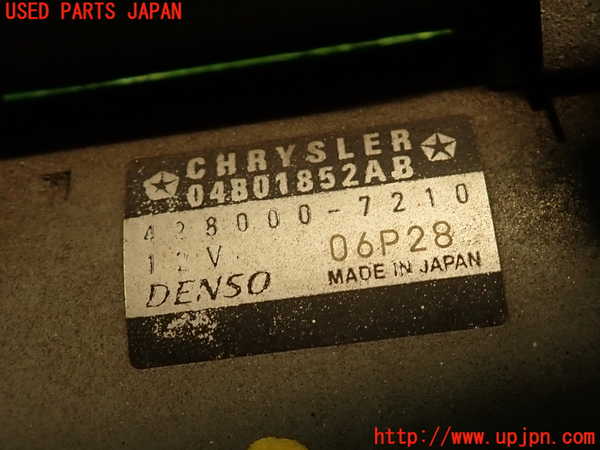 USED PARTS JAPAN
CHRYSLER
04801852AB
428000-7210
12V 06P28
DENSO MADE IN JAPAN
http://www.upjpn.com/